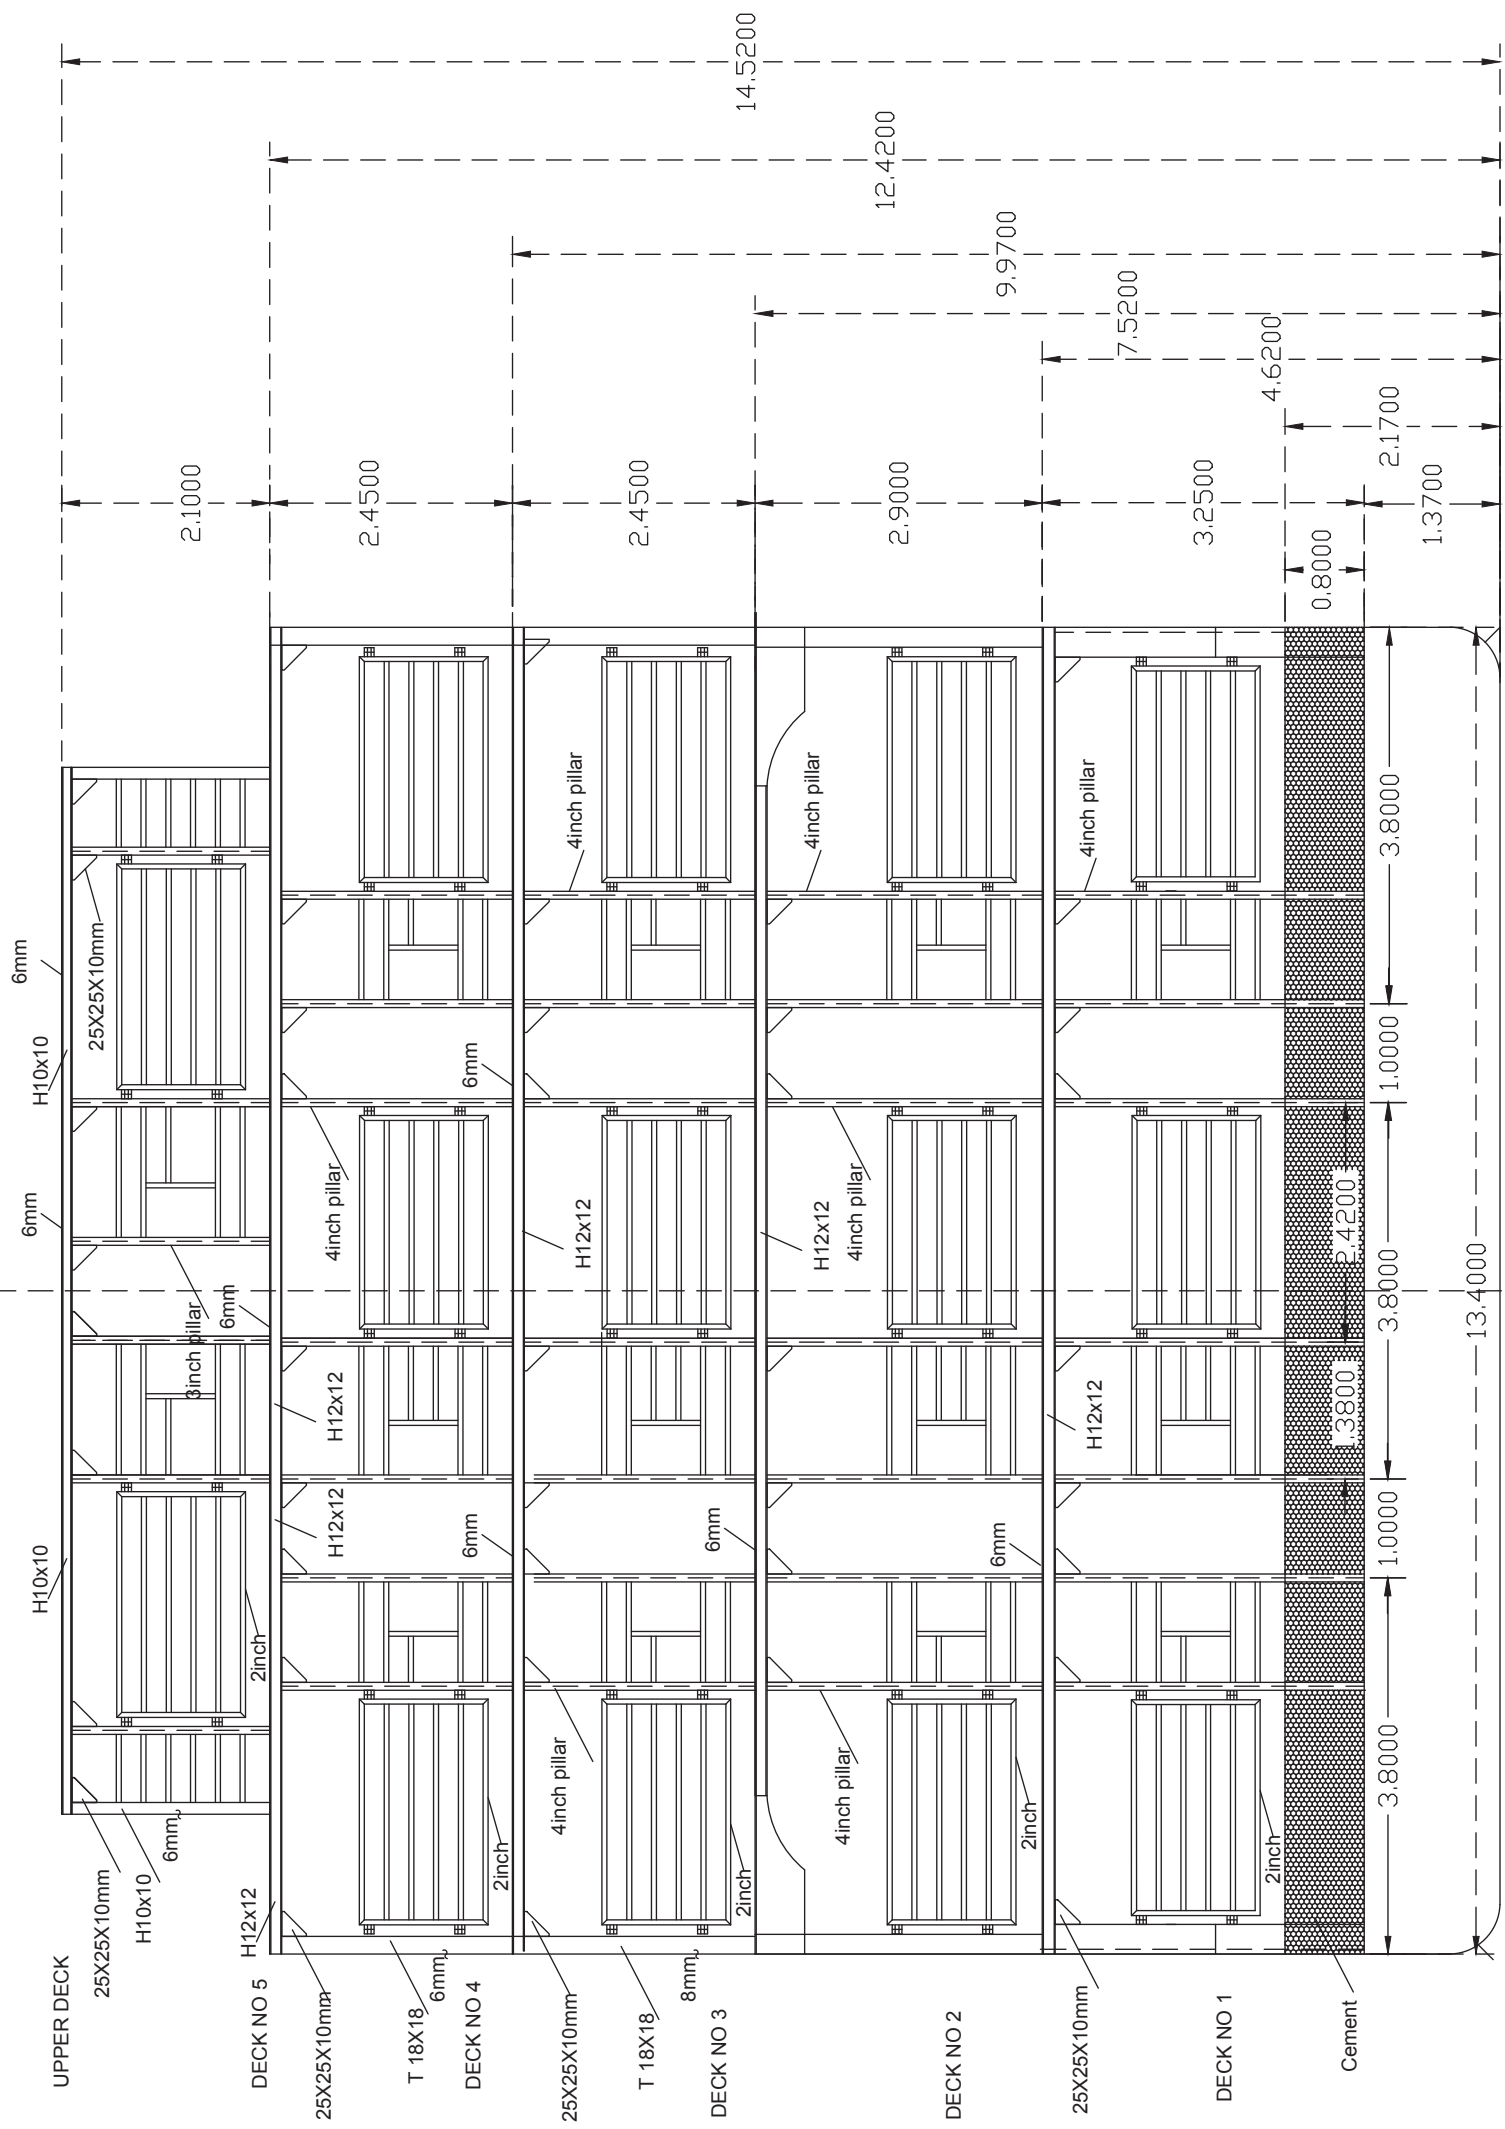 6mm
6mm
H10x10
H10x10
UPPER DECK
25X25X10mm
25X25X10mm
H10x10
6mm
3inch pillar
2.1000
6mm
H12x12
DECK NO 5
2inch
25X25X10mm
H12x12
H12x12
4inch pillar
2.4500
T 18X18
6mm
DECK NO 4
6mm
6mm
2inch
4inch pillar
25X25X10mm
4inch pillar
H12x12
2.4500
T 18X18
8mm
6mm
DECK NO 3
2inch
14.5200
4inch pillar
H12x12
4inch pillar
4inch pillar
12.4200
2.9000
DECK NO 2
6mm
9.9700
2inch
25X25X10mm
4inch pillar
H12x12
7.5200
3.2500
DECK NO 1
2inch
4.6200
0.8000
1.3800
2.4200
Cement
3.8000
1.0000
3.8000
1.0000
3.8000
2.1700
1.3700
13.4000